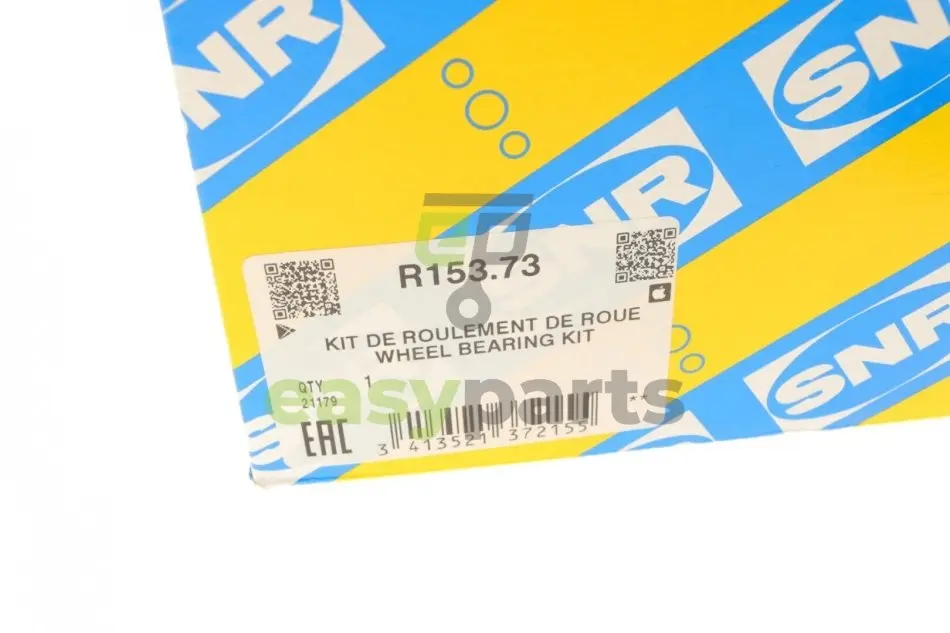 SNR
SNR
SNR
SNR
R153.73
KIT DE ROULEMENT DE ROUE
WHEEL BEARING KIT
QTY 1
21179
easyparts
EAC
3 413521 372155
**